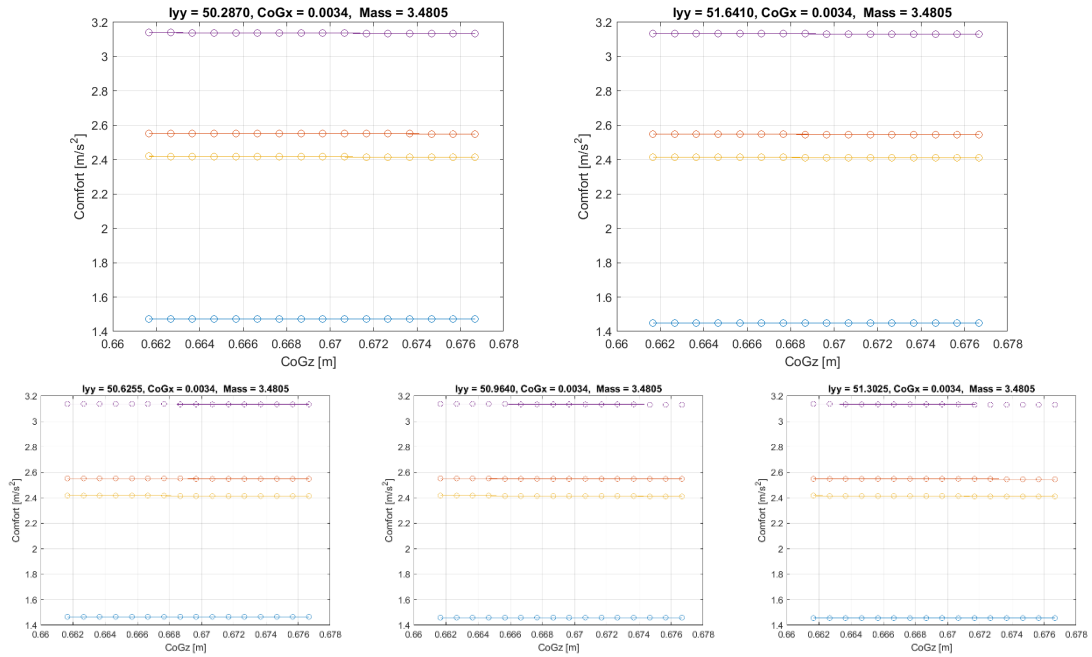 Iyy = 50.2870, CoGx = 0.0034, Mass = 3.4805
3.2
3
2.8
2.6
2.4
2.2
2
1.8
1.6
1.4
Comfort [m/s²]
0.66 0.662 0.664 0.666 0.668 0.67 0.672 0.674 0.676 0.678
CoGz [m]
Iyy = 51.6410, CoGx = 0.0034, Mass = 3.4805
3.2
3
2.8
2.6
2.4
2.2
2
1.8
1.6
1.4
Comfort [m/s²]
0.66 0.662 0.664 0.666 0.668 0.67 0.672 0.674 0.676 0.678
CoGz [m]
Iyy = 50.6255, CoGx = 0.0034, Mass = 3.4805
3.2
3
2.8
2.6
2.4
2.2
2
1.8
1.6
1.4
Comfort [m/s²]
0.66 0.662 0.664 0.666 0.668 0.67 0.672 0.674 0.676 0.678
CoGz [m]
Iyy = 50.9640, CoGx = 0.0034, Mass = 3.4805
3.2
3
2.8
2.6
2.4
2.2
2
1.8
1.6
1.4
Comfort [m/s²]
0.66 0.662 0.664 0.666 0.668 0.67 0.672 0.674 0.676 0.678
CoGz [m]
Iyy = 51.3025, CoGx = 0.0034, Mass = 3.4805
3.2
3
2.8
2.6
2.4
2.2
2
1.8
1.6
1.4
Comfort [m/s²]
0.66 0.662 0.664 0.666 0.668 0.67 0.672 0.674 0.676 0.678
CoGz [m]